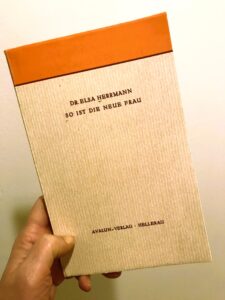 DR. ELSA HERRMANN
SO IST DIE NEUE FRAU
AVALUN-VERLAG · HELLERAU